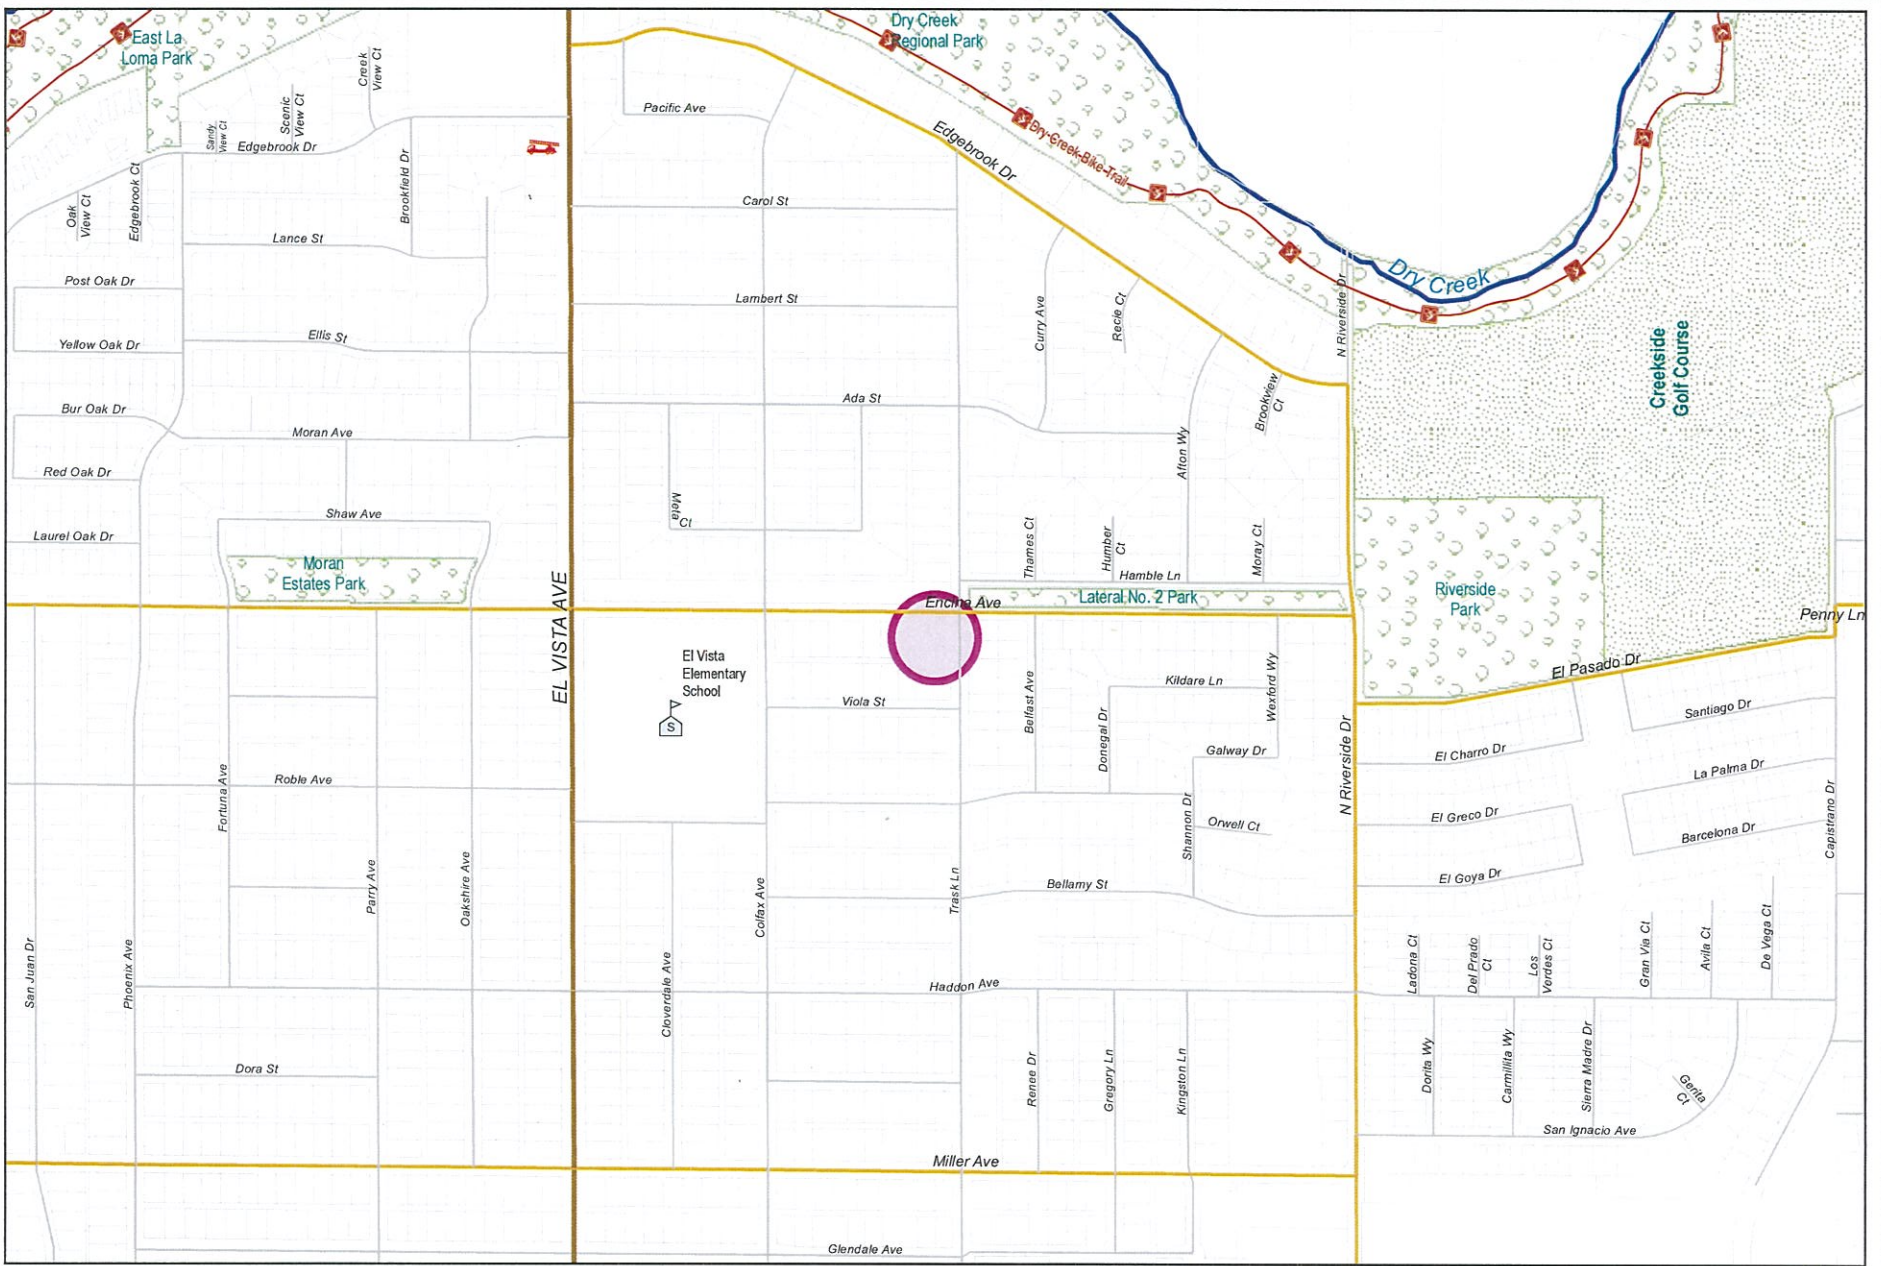 East La
Loma Park
Creek
View Ct
Scenic
View Ct
Sandy
View Ct
Edgebrook Dr
Brookfield Dr
Edgebrook Ct
Oak
View Ct
Lance St
Post Oak Dr
Yellow Oak Dr
Ellis St
Bur Oak Dr
Moran Ave
Red Oak Dr
Shaw Ave
Laurel Oak Dr
Moran
Estates Park
EL VISTA AVE
Pacific Ave
Dry Creek
Regional Park
Edgebrook Dr
Dry Creek Bike Trail
Carol St
Lambert St
Curry Ave
Recie Ct
N Riverside Dr
Dry Creek
Creekside
Golf Course
Ada St
Brookview
Ct
Afton Wy
Meta
Ct
Thames Ct
Humber
Ct
Moray Ct
Hamble Ln
Lateral No. 2 Park
Encina Ave
Riverside
Park
Penny Ln
El Pasado Dr
El Vista
Elementary
School
S
Viola St
Belfast Ave
Donegal Dr
Kildare Ln
Wexford Wy
Galway Dr
N Riverside Dr
Shannon Dr
Orwell Ct
Santiago Dr
El Charro Dr
La Palma Dr
El Greco Dr
Barcelona Dr
Capistrano Dr
El Goya Dr
Fortuna Ave
Roble Ave
Parry Ave
Oakshire Ave
Colfax Ave
Trask Ln
Bellamy St
San Juan Dr
Phoenix Ave
Cloverdale Ave
Haddon Ave
Ladona Ct
Del Prado
Ct
Los
Verdes Ct
Gran Via Ct
Avila Ct
De Vega Ct
Dora St
Renee Dr
Gregory Ln
Kingston Ln
Dorita Wy
Carmillita Wy
Sierra Madre Dr
Gerita
Ct
San Ignacio Ave
Miller Ave
Glendale Ave